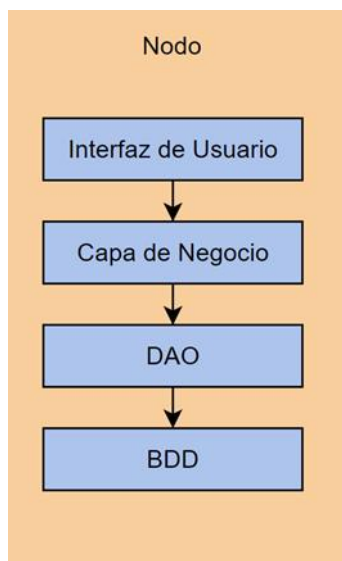 Nodo
Interfaz de Usuario
Capa de Negocio
DAO
BDD